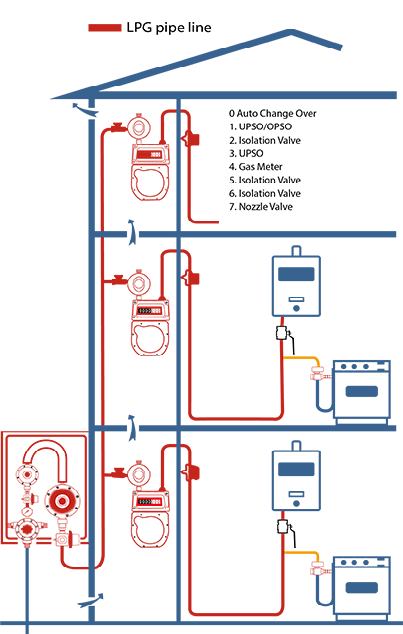 LPG pipe line
0 Auto Change Over
1. UPSO/OPSO
2. Isolation Valve
3. UPSO
4. Gas Meter
5. Isolation Valve
6. Isolation Valve
7. Nozzle Valve